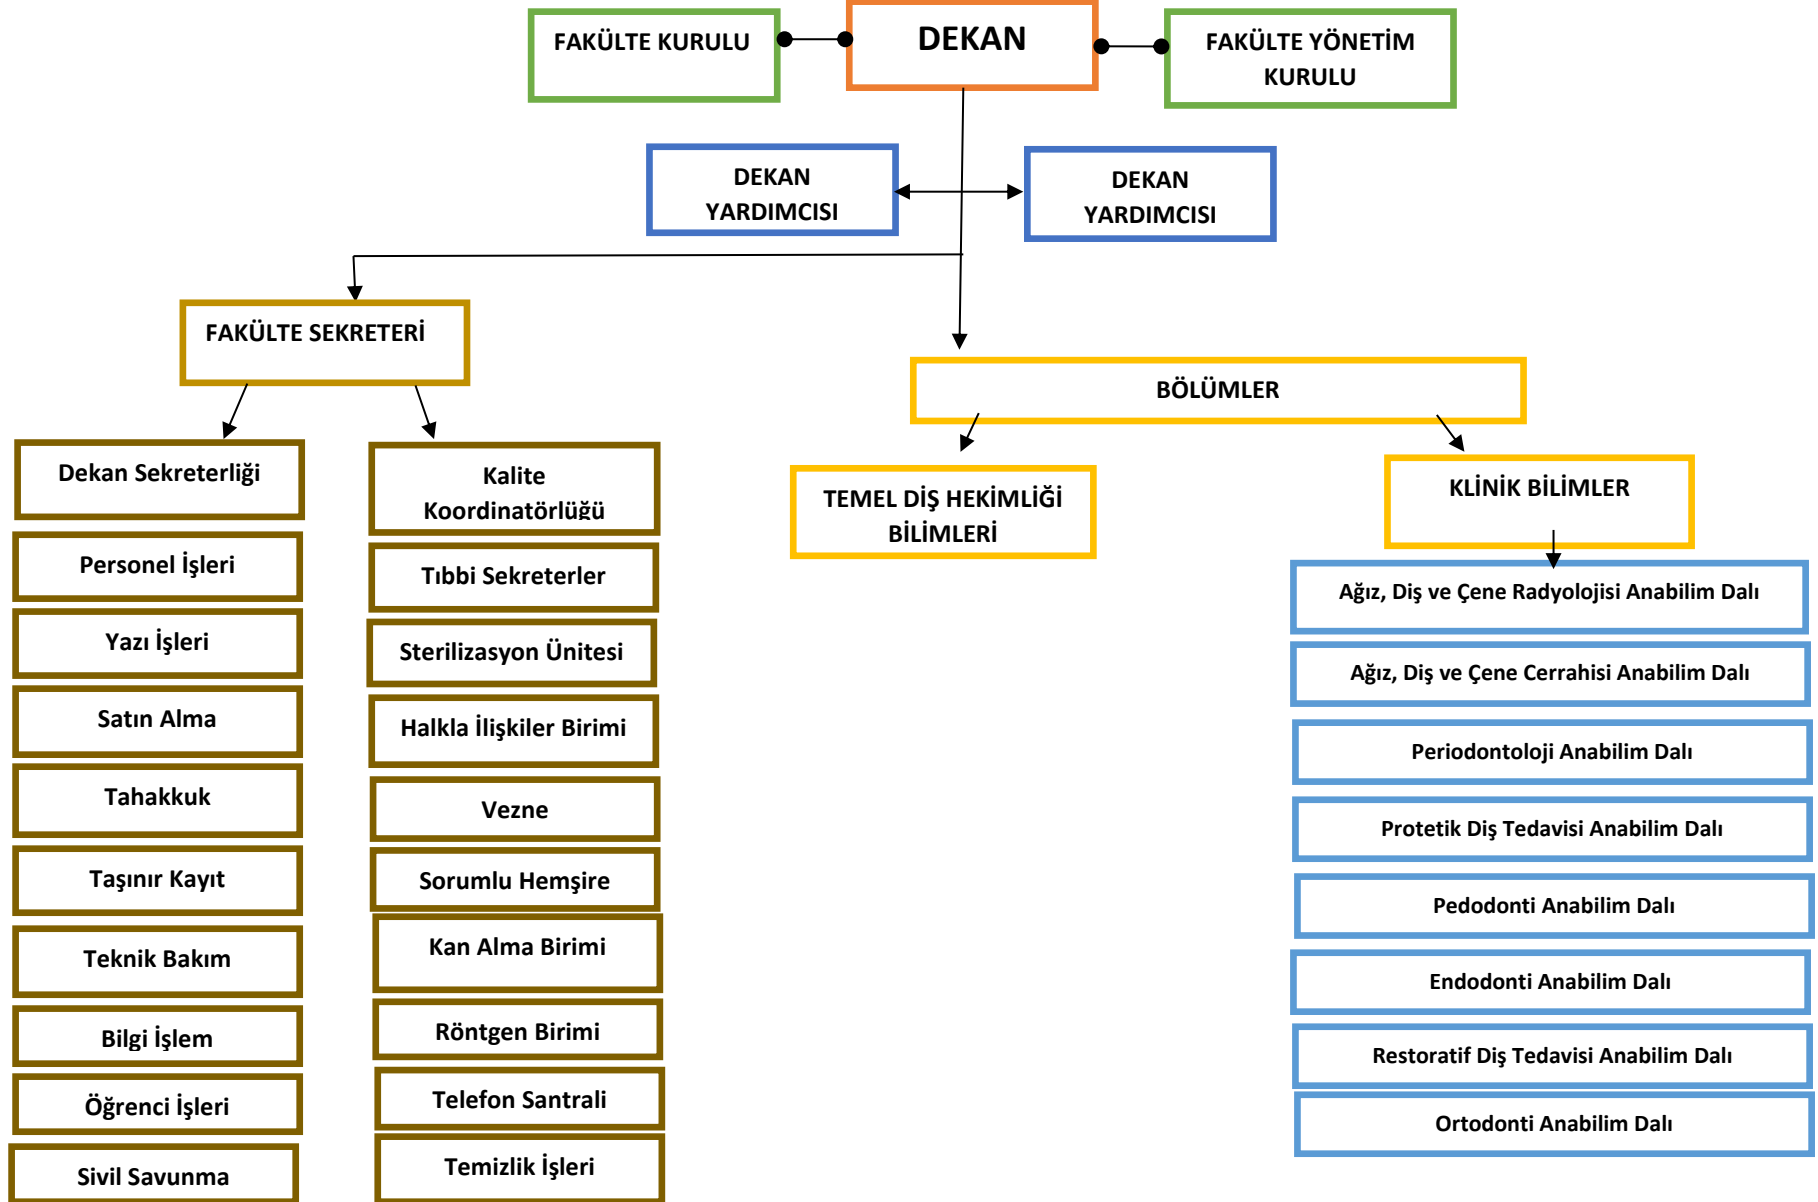 FAKÜLTE KURULU
DEKAN
FAKÜLTE YÖNETİM
KURULU
DEKAN
YARDIMCISI
DEKAN
YARDIMCISI
FAKÜLTE SEKRETERİ
BÖLÜMLER
Dekan Sekreterliği
Personel İşleri
Yazı İşleri
Satın Alma
Tahakkuk
Taşınır Kayıt
Teknik Bakım
Bilgi İşlem
Öğrenci İşleri
Sivil Savunma
Kalite
Koordinatörlüğü
Tıbbi Sekreterler
Sterilizasyon Ünitesi
Halkla İlişkiler Birimi
Vezne
Sorumlu Hemşire
Kan Alma Birimi
Röntgen Birimi
Telefon Santrali
Temizlik İşleri
TEMEL DİŞ HEKİMLİĞİ
BİLİMLERİ
KLİNİK BİLİMLER
Ağız, Diş ve Çene Radyolojisi Anabilim Dalı
Ağız, Diş ve Çene Cerrahisi Anabilim Dalı
Periodontoloji Anabilim Dalı
Protetik Diş Tedavisi Anabilim Dalı
Pedodonti Anabilim Dalı
Endodonti Anabilim Dalı
Restoratif Diş Tedavisi Anabilim Dalı
Ortodonti Anabilim Dalı